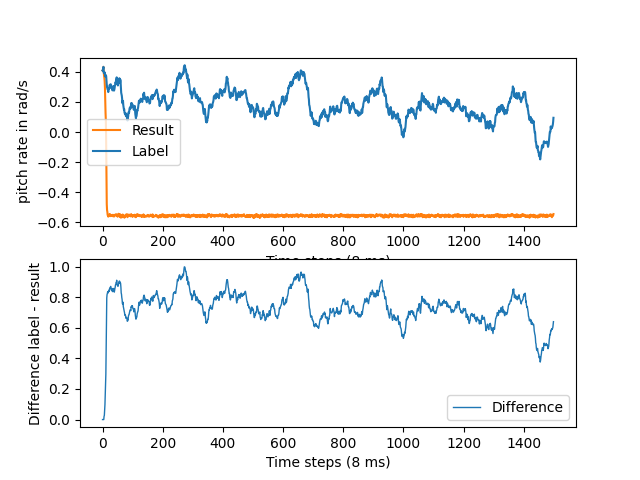 pitch rate in rad/s
0.4
0.2
0.0
−0.2
−0.4
−0.6
Result
Label
0 200 400 600 800 1000 1200 1400
Time steps (8 ms)
Difference label - result
1.0
0.8
0.6
0.4
0.2
0.0
Difference
0 200 400 600 800 1000 1200 1400
Time steps (8 ms)